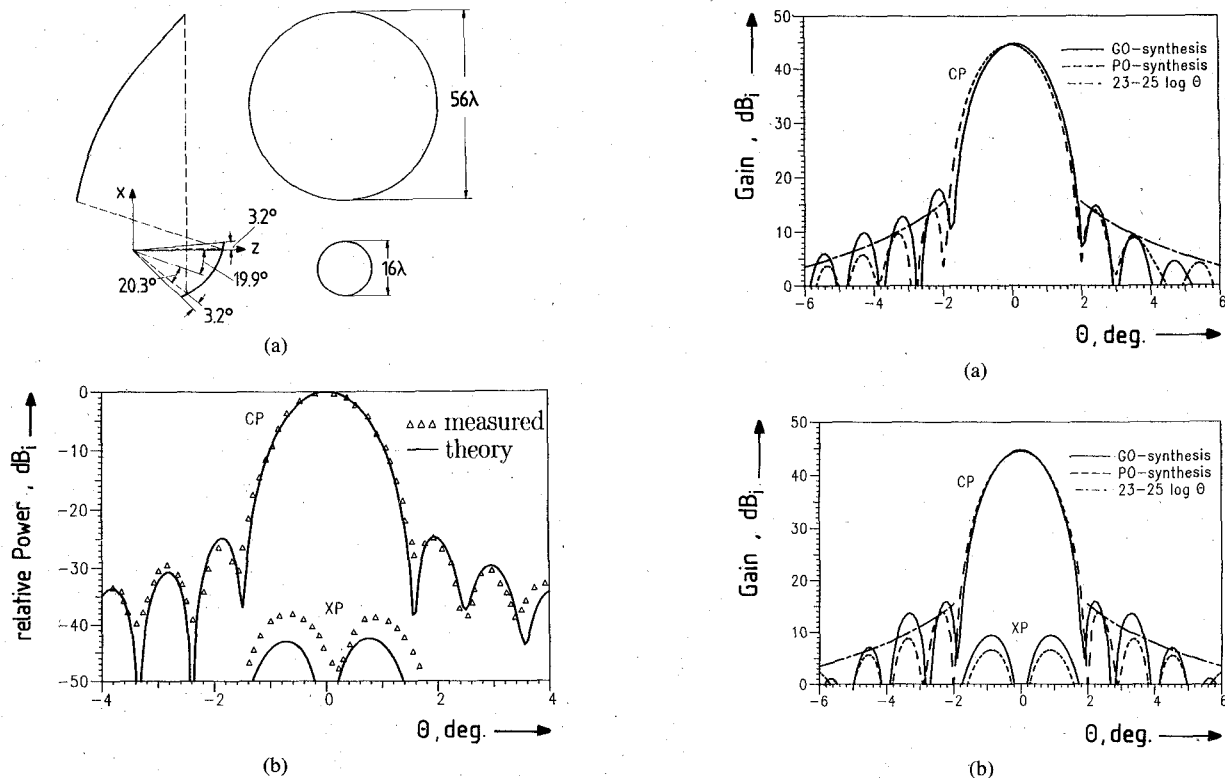 X
Z
3.2°
19.9°
20.3°
3.2°
56λ
16λ
(a)
relative Power , dBi
0
-10
-20
-30
-40
-50
CP
XP
△△△ measured
— theory
-4 -2 0 2 4
Θ, deg.
(b)
Gain , dBi
50
40
30
20
10
0
CP
GO-synthesis
PO-synthesis
23-25 log Θ
-6 -4 -2 0 2 4 6
Θ, deg.
(a)
Gain , dBi
50
40
30
20
10
0
CP
XP
GO-synthesis
PO-synthesis
23-25 log Θ
-6 -4 -2 0 2 4 6
Θ, deg.
(b)